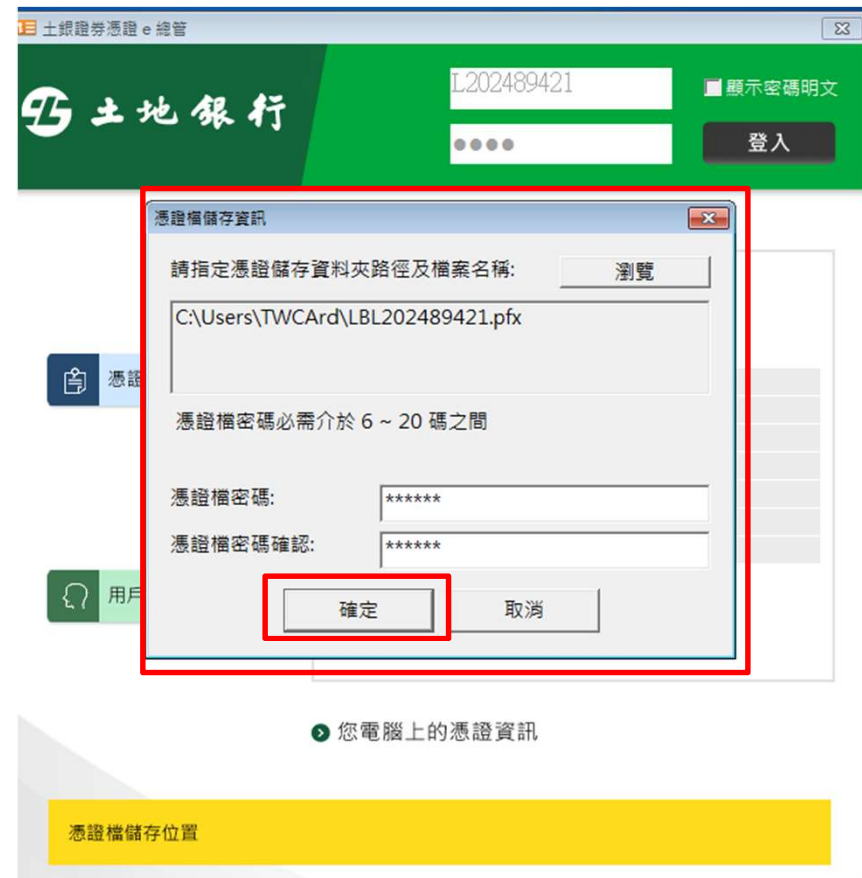 土銀證券憑證 e 總管
土地銀行
L202489421
顯示密碼明文
●●●●
登入
憑證檔儲存資訊
請指定憑證儲存資料夾路徑及檔案名稱:
瀏覽
C:\Users\TWCArd\LBL202489421.pfx
憑證
憑證檔密碼必需介於 6 ~ 20 碼之間
憑證檔密碼:
******
憑證檔密碼確認:
******
用戶
確定
取消
您電腦上的憑證資訊
憑證檔儲存位置